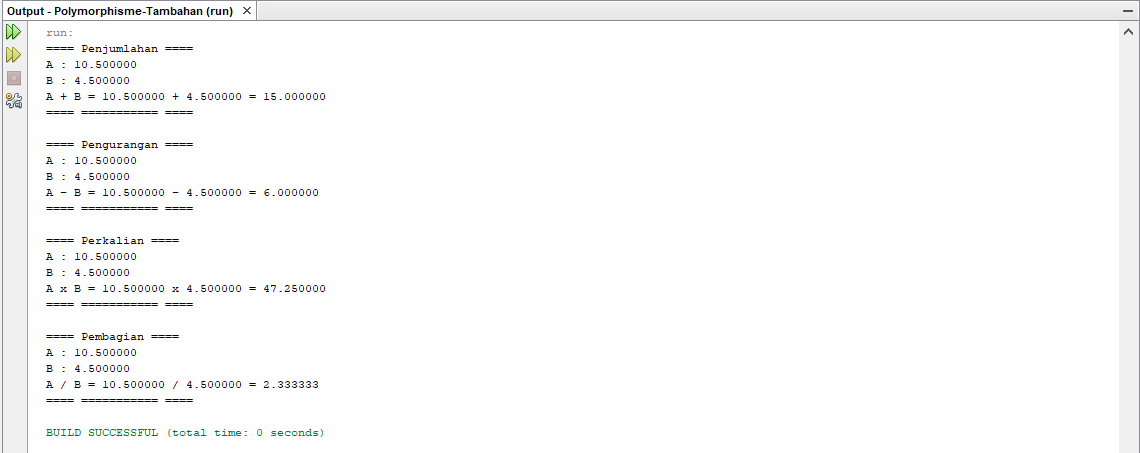 Output - Polymorphisme-Tambahan (run)
run:
==== Penjumlahan ====
A : 10.500000
B : 4.500000
A + B = 10.500000 + 4.500000 = 15.000000
==== =========== ====
==== Pengurangan ====
A : 10.500000
B : 4.500000
A - B = 10.500000 - 4.500000 = 6.000000
==== =========== ====
==== Perkalian ====
A : 10.500000
B : 4.500000
A x B = 10.500000 x 4.500000 = 47.250000
==== =========== ====
==== Pembagian ====
A : 10.500000
B : 4.500000
A / B = 10.500000 / 4.500000 = 2.333333
==== =========== ====
BUILD SUCCESSFUL (total time: 0 seconds)